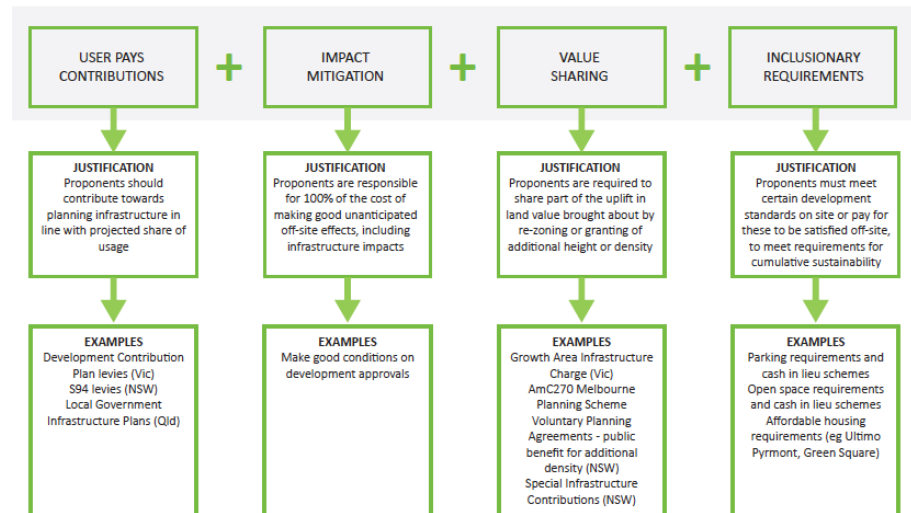 USER PAYS
CONTRIBUTIONS
+
IMPACT
MITIGATION
+
VALUE
SHARING
+
INCLUSIONARY
REQUIREMENTS
JUSTIFICATION
Proponents should
contribute towards
planning infrastructure in
line with projected share of
usage
JUSTIFICATION
Proponents are responsible
for 100% of the cost of
making good unanticipated
off-site effects, including
infrastructure impacts
JUSTIFICATION
Proponents are required to
share part of the uplift in
land value brought about by
re-zoning or granting of
additional height or density
JUSTIFICATION
Proponents must meet
certain development
standards on site or pay for
these to be satisfied off-site,
to meet requirements for
cumulative sustainability
EXAMPLES
Development Contribution
Plan levies (Vic)
S94 levies (NSW)
Local Government
Infrastructure Plans (Qld)
EXAMPLES
Make good conditions on
development approvals
EXAMPLES
Growth Area Infrastructure
Charge (Vic)
AmC270 Melbourne
Planning Scheme
Voluntary Planning
Agreements - public
benefit for additional
density (NSW)
Special Infrastructure
Contributions (NSW)
EXAMPLES
Parking requirements and
cash in lieu schemes
Open space requirements
and cash in lieu schemes
Affordable housing
requirements (eg Ultimo
Pyrmont, Green Square)